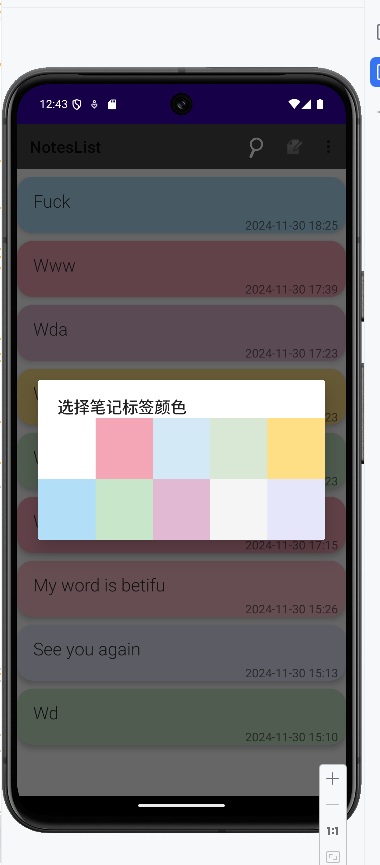 12:43
NotesList
Fuck
2024-11-30 18:25
Www
2024-11-30 17:39
Wda
2024-11-30 17:23
选择笔记标签颜色
23
23
2024-11-30 17:15
My word is betifu
2024-11-30 15:26
See you again
2024-11-30 15:13
Wd
2024-11-30 15:10
1:1